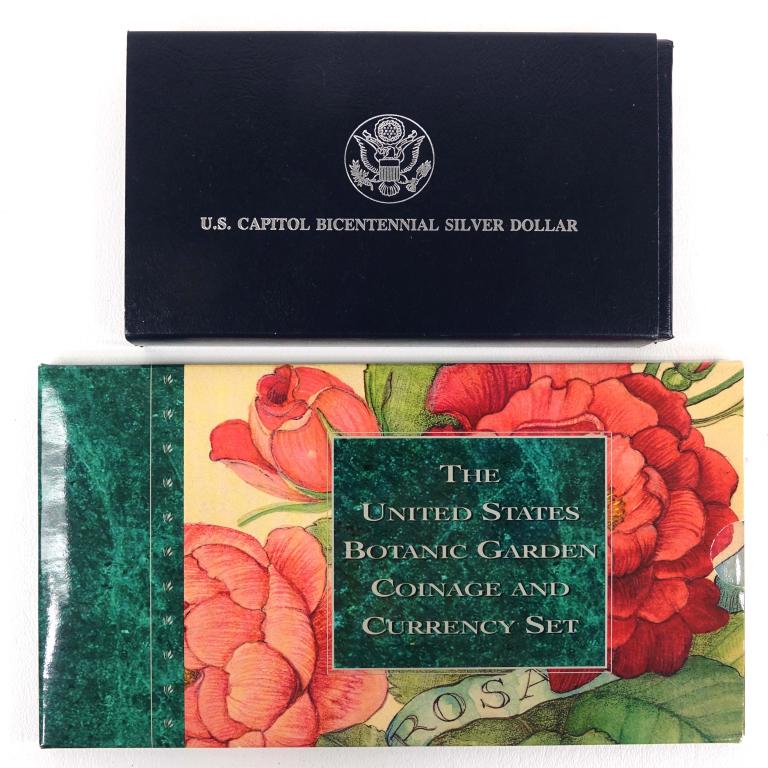 U.S. CAPITOL BICENTENNIAL SILVER DOLLAR
THE
UNITED STATES
BOTANIC GARDEN
COINAGE AND
CURRENCY SET
ROSA